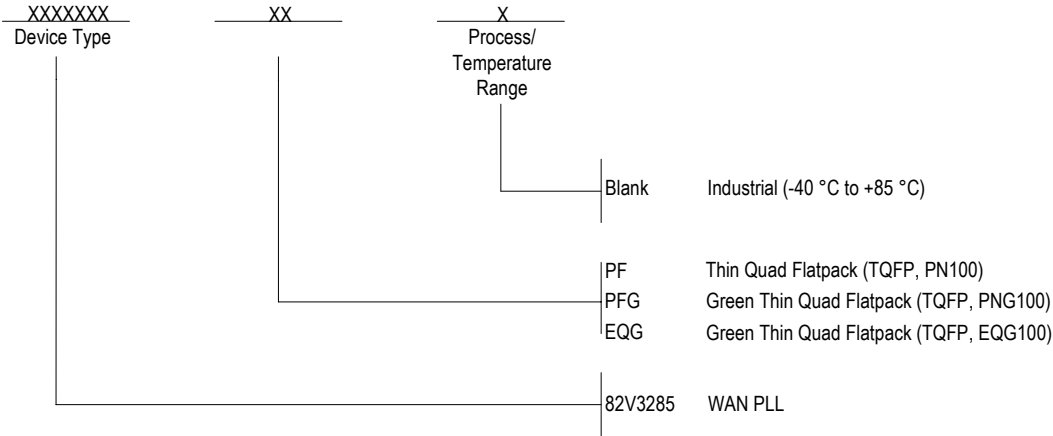 XXXXXXX XX X
Device Type Process/
Temperature
Range
Blank Industrial (-40 °C to +85 °C)
PF Thin Quad Flatpack (TQFP, PN100)
PFG Green Thin Quad Flatpack (TQFP, PNG100)
EQG Green Thin Quad Flatpack (TQFP, EQG100)
82V3285 WAN PLL